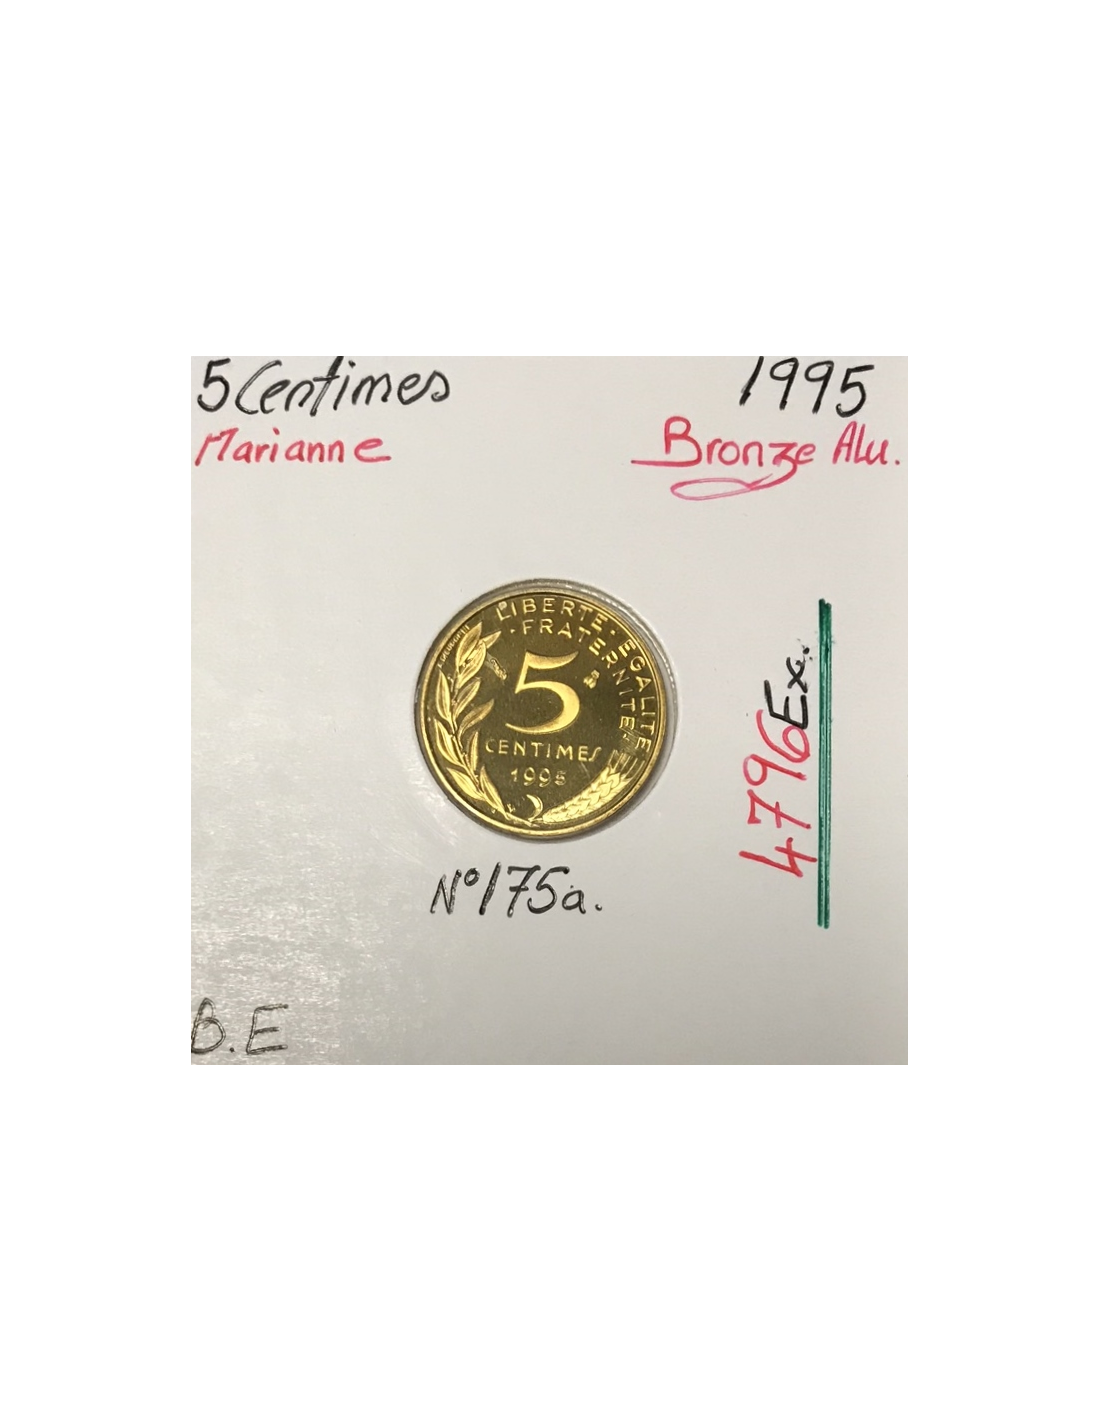 5 Centimes
1995
Marianne
Bronze Alu.
LIBERTE · EGALITE
· FRATERNITE ·
5
CENTIMES
1995
4796 Ex.
N° 175a.
B.E